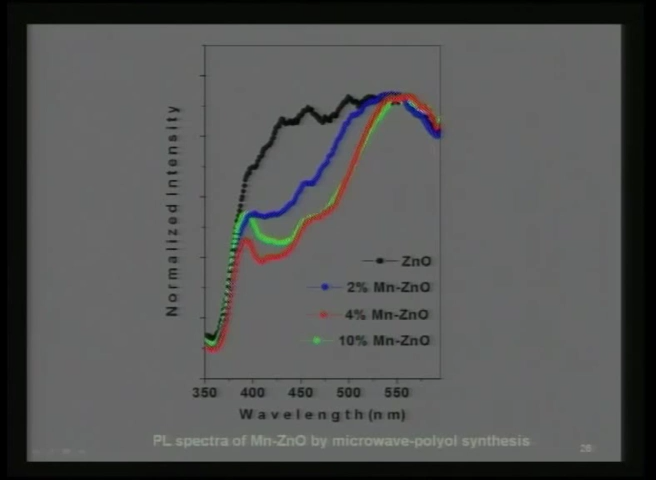 Normalized Intensity
ZnO
2% Mn-ZnO
4% Mn-ZnO
10% Mn-ZnO
350 400 450 500 550
Wavelength(nm)
PL spectra of Mn-ZnO by microwave-polyol synthesis